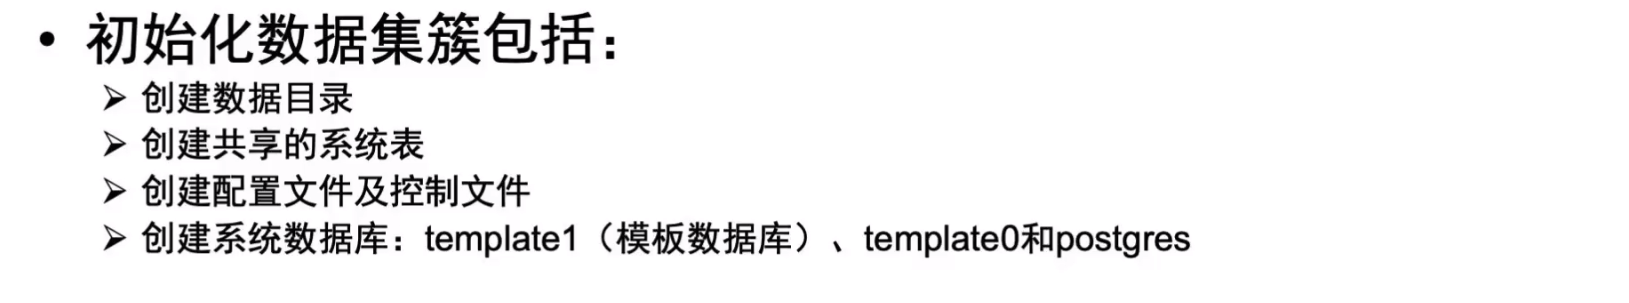 • 初始化数据集簇包括：
➢ 创建数据目录
➢ 创建共享的系统表
➢ 创建配置文件及控制文件
➢ 创建系统数据库：template1（模板数据库）、template0和postgres